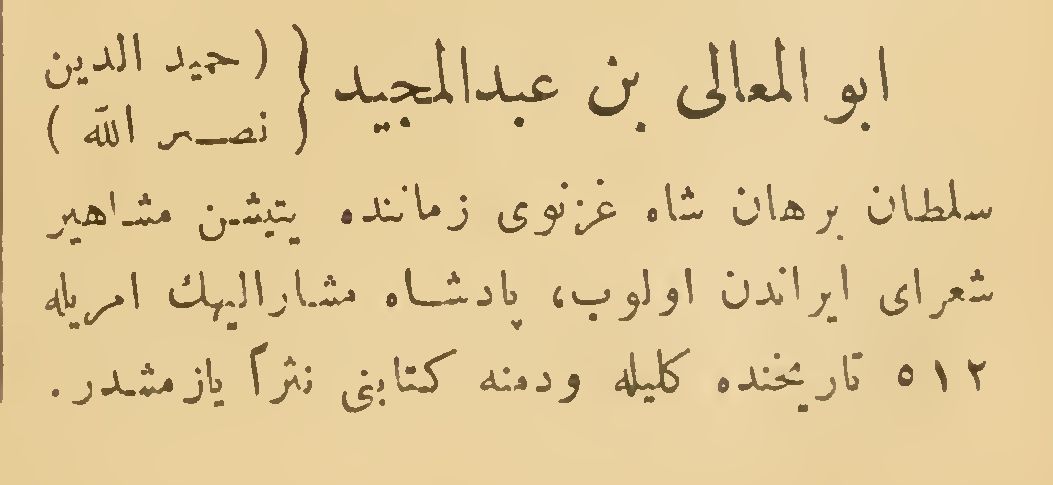 ابو المعالی بن عبدالمجید { ( حمید الدین
نصر الله )
سلطان برهان شاه غزنوی زماننده یتیشن مشاهیر
شعرای ایراندن اولوب، پادشاه مشارالیهك امریله
٥١٢ تاریخنده کلیله ودمنه کتابنی نثراً یازمشدر .